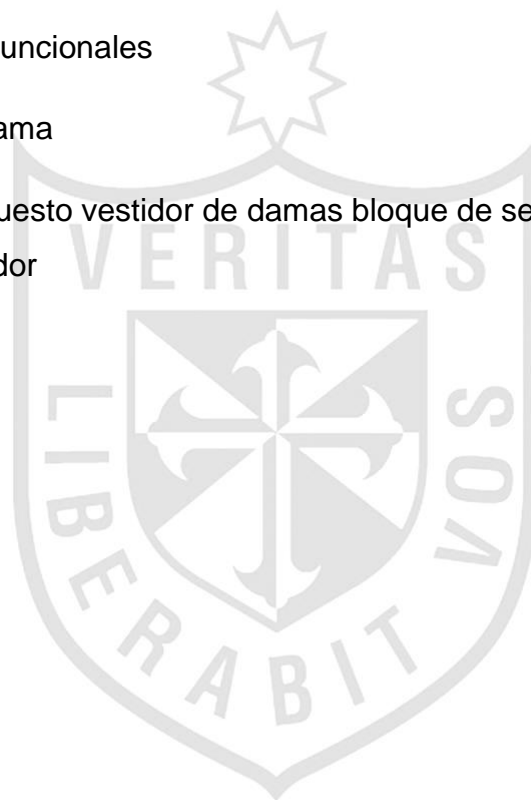 uncionales
ama
uesto vestidor de damas bloque de se
dor
VERITAS
LIBERABIT VOS